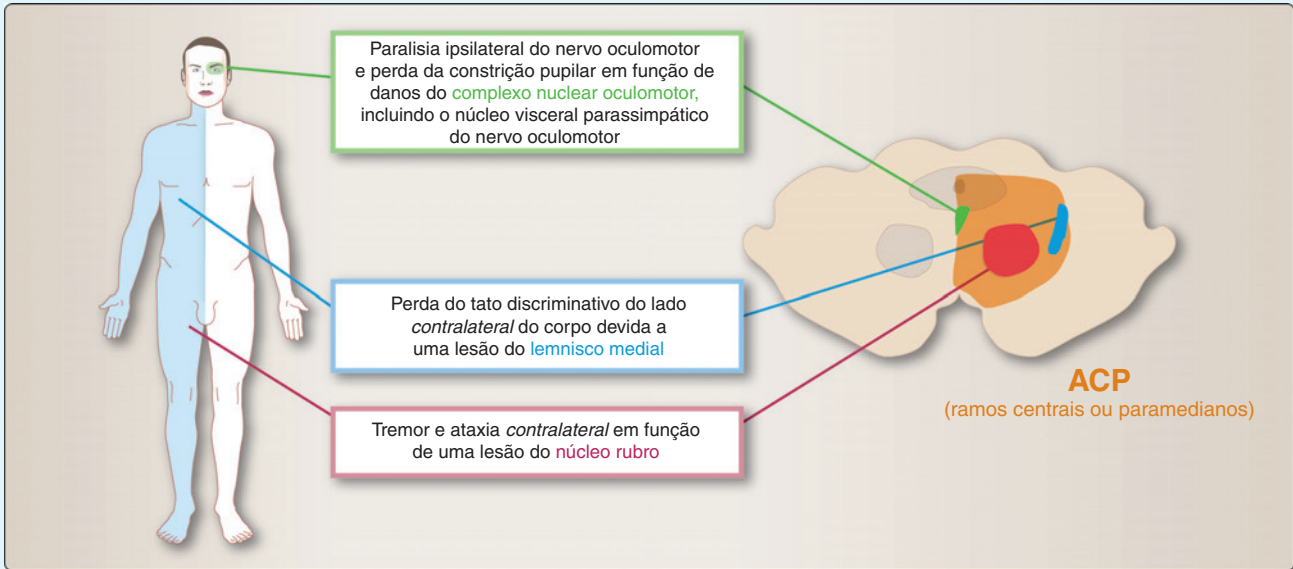 Paralisia ipsilateral do nervo oculomotor
e perda da constrição pupilar em função de
danos do complexo nuclear oculomotor,
incluindo o núcleo visceral parassimpático
do nervo oculomotor
Perda do tato discriminativo do lado
contralateral do corpo devida a
uma lesão do lemnisco medial
Tremor e ataxia contralateral em função
de uma lesão do núcleo rubro
ACP
(ramos centrais ou paramedianos)